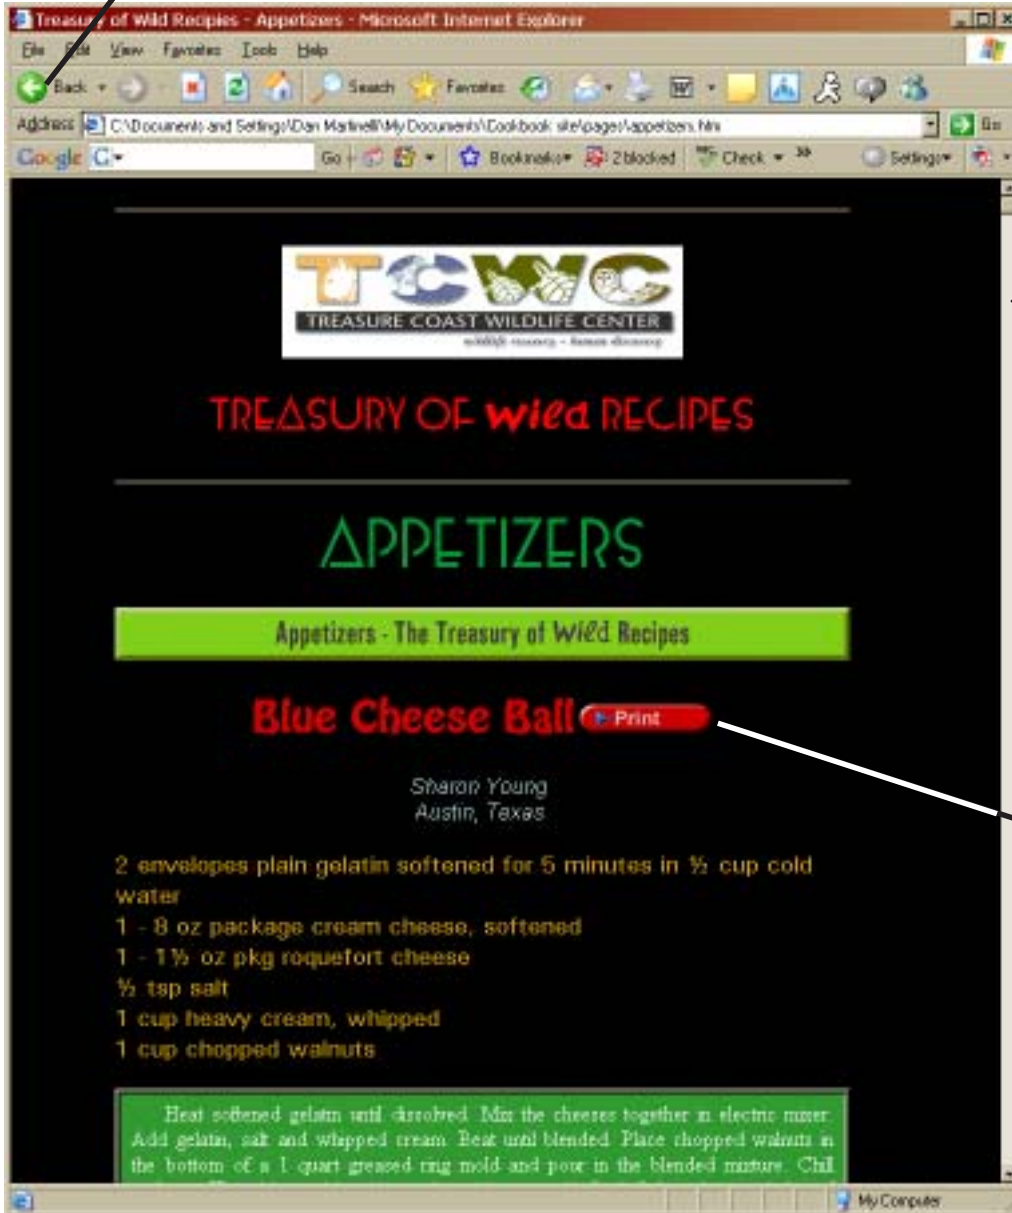 Treasury of Wild Recipies - Appetizers - Microsoft Internet Explorer
File Edit View Favorites Tools Help
Back Search Favorites
Address C:\Documents and Settings\Dan Martinelli\My Documents\Cookbook site\pages\appetizers.htm Go
Google Go Bookmarks 2 blocked Check Settings
TCWC
TREASURE COAST WILDLIFE CENTER
wildlife recovery - human discovery
TREASURY OF Wild RECIPES
APPETIZERS
Appetizers - The Treasury of Wild Recipes
Blue Cheese Ball Print
Sharon Young
Austin, Texas
2 envelopes plain gelatin softened for 5 minutes in ½ cup cold
water
1 - 8 oz package cream cheese, softened
1 - 1½ oz pkg roquefort cheese
½ tsp salt
1 cup heavy cream, whipped
1 cup chopped walnuts
Heat softened gelatin until dissolved. Mix the cheeses together in electric mixer.
Add gelatin, salt and whipped cream. Beat until blended. Place chopped walnuts in
the bottom of a 1 quart greased ring mold and pour in the blended mixture. Chill
My Computer